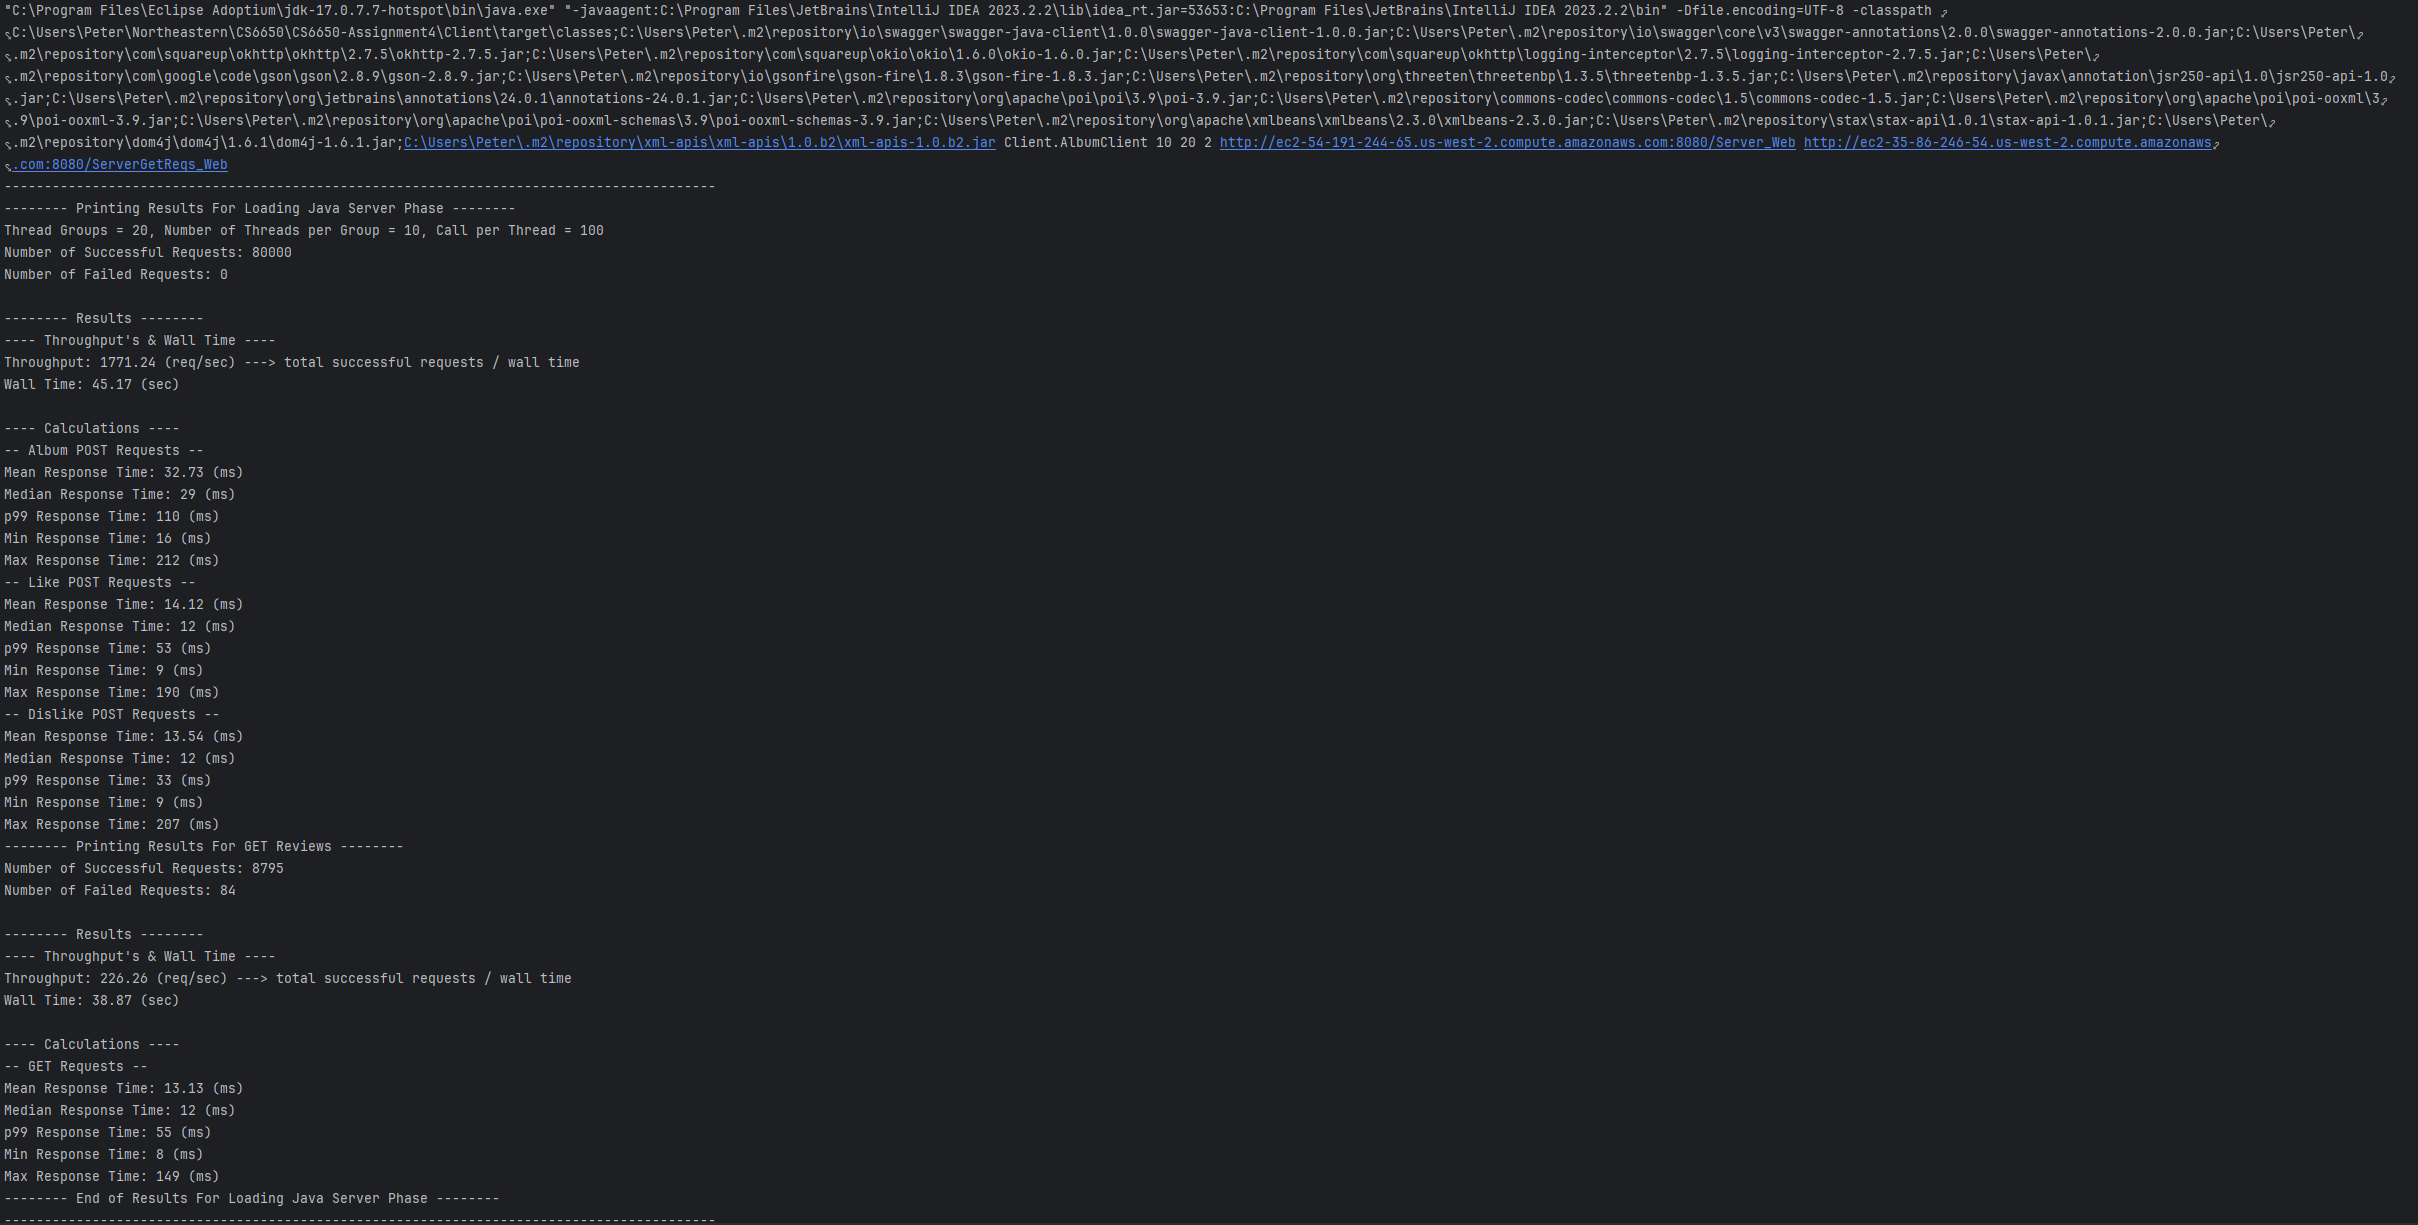 "C:\Program Files\Eclipse Adoptium\jdk-17.0.7.7-hotspot\bin\java.exe" "-javaagent:C:\Program Files\JetBrains\IntelliJ IDEA 2023.2.2\lib\idea_rt.jar=53653:C:\Program Files\JetBrains\IntelliJ IDEA 2023.2.2\bin" -Dfile.encoding=UTF-8 -classpath
C:\Users\Peter\Northeastern\CS6650\CS6650-Assignment4\Client\target\classes;C:\Users\Peter\.m2\repository\io\swagger\swagger-java-client\1.0.0\swagger-java-client-1.0.0.jar;C:\Users\Peter\.m2\repository\io\swagger\core\v3\swagger-annotations\2.0.0\swagger-annotations-2.0.0.jar;C:\Users\Peter\
.m2\repository\com\squareup\okhttp\okhttp\2.7.5\okhttp-2.7.5.jar;C:\Users\Peter\.m2\repository\com\squareup\okio\okio\1.6.0\okio-1.6.0.jar;C:\Users\Peter\.m2\repository\com\squareup\okhttp\logging-interceptor\2.7.5\logging-interceptor-2.7.5.jar;C:\Users\Peter\
.m2\repository\com\google\code\gson\gson\2.8.9\gson-2.8.9.jar;C:\Users\Peter\.m2\repository\io\gsonfire\gson-fire\1.8.3\gson-fire-1.8.3.jar;C:\Users\Peter\.m2\repository\org\threeten\threetenbp\1.3.5\threetenbp-1.3.5.jar;C:\Users\Peter\.m2\repository\javax\annotation\jsr250-api\1.0\jsr250-api-1.0
.jar;C:\Users\Peter\.m2\repository\org\jetbrains\annotations\24.0.1\annotations-24.0.1.jar;C:\Users\Peter\.m2\repository\org\apache\poi\poi\3.9\poi-3.9.jar;C:\Users\Peter\.m2\repository\commons-codec\commons-codec\1.5\commons-codec-1.5.jar;C:\Users\Peter\.m2\repository\org\apache\poi\poi-ooxml\3
.9\poi-ooxml-3.9.jar;C:\Users\Peter\.m2\repository\org\apache\poi\poi-ooxml-schemas\3.9\poi-ooxml-schemas-3.9.jar;C:\Users\Peter\.m2\repository\org\apache\xmlbeans\xmlbeans\2.3.0\xmlbeans-2.3.0.jar;C:\Users\Peter\.m2\repository\stax\stax-api\1.0.1\stax-api-1.0.1.jar;C:\Users\Peter\
.m2\repository\dom4j\dom4j\1.6.1\dom4j-1.6.1.jar;C:\Users\Peter\.m2\repository\xml-apis\xml-apis\1.0.b2\xml-apis-1.0.b2.jar Client.AlbumClient 10 20 2 http://ec2-54-191-244-65.us-west-2.compute.amazonaws.com:8080/Server_Web http://ec2-35-86-246-54.us-west-2.compute.amazonaws
.com:8080/ServerGetReqs_Web
-----------------------------------------------------------------------------------------
-------- Printing Results For Loading Java Server Phase --------
Thread Groups = 20, Number of Threads per Group = 10, Call per Thread = 100
Number of Successful Requests: 80000
Number of Failed Requests: 0
-------- Results --------
---- Throughput's & Wall Time ----
Throughput: 1771.24 (req/sec) ---> total successful requests / wall time
Wall Time: 45.17 (sec)
---- Calculations ----
-- Album POST Requests --
Mean Response Time: 32.73 (ms)
Median Response Time: 29 (ms)
p99 Response Time: 110 (ms)
Min Response Time: 16 (ms)
Max Response Time: 212 (ms)
-- Like POST Requests --
Mean Response Time: 14.12 (ms)
Median Response Time: 12 (ms)
p99 Response Time: 53 (ms)
Min Response Time: 9 (ms)
Max Response Time: 190 (ms)
-- Dislike POST Requests --
Mean Response Time: 13.54 (ms)
Median Response Time: 12 (ms)
p99 Response Time: 33 (ms)
Min Response Time: 9 (ms)
Max Response Time: 207 (ms)
-------- Printing Results For GET Reviews --------
Number of Successful Requests: 8795
Number of Failed Requests: 84
-------- Results --------
---- Throughput's & Wall Time ----
Throughput: 226.26 (req/sec) ---> total successful requests / wall time
Wall Time: 38.87 (sec)
---- Calculations ----
-- GET Requests --
Mean Response Time: 13.13 (ms)
Median Response Time: 12 (ms)
p99 Response Time: 55 (ms)
Min Response Time: 8 (ms)
Max Response Time: 149 (ms)
-------- End of Results For Loading Java Server Phase --------
-----------------------------------------------------------------------------------------